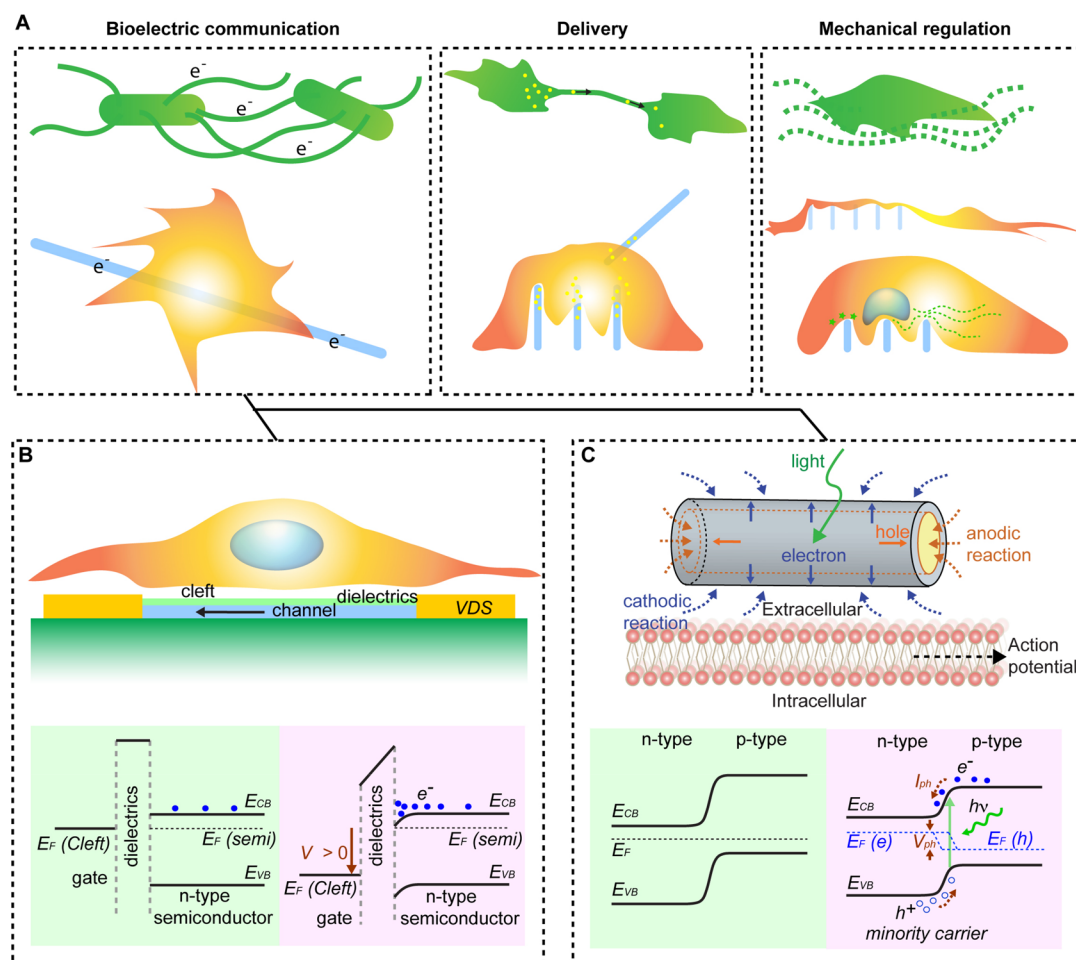 A
Bioelectric communication
Delivery
Mechanical regulation
e-
e-
e-
e-
e-
B
cleft
dielectrics
channel
VDS
E_F (Cleft)
gate
dielectrics
E_CB
E_F (semi)
E_VB
n-type
semiconductor
V > 0
E_F (Cleft)
gate
dielectrics
e-
E_CB
E_F (semi)
E_VB
n-type
semiconductor
C
light
hole
electron
anodic
reaction
cathodic
reaction
Extracellular
Action
potential
Intracellular
n-type p-type
E_CB
E_F
E_VB
n-type p-type
e-
I_ph
E_CB
hν
E_F (e)
V_ph
E_F (h)
E_VB
h+
minority carrier